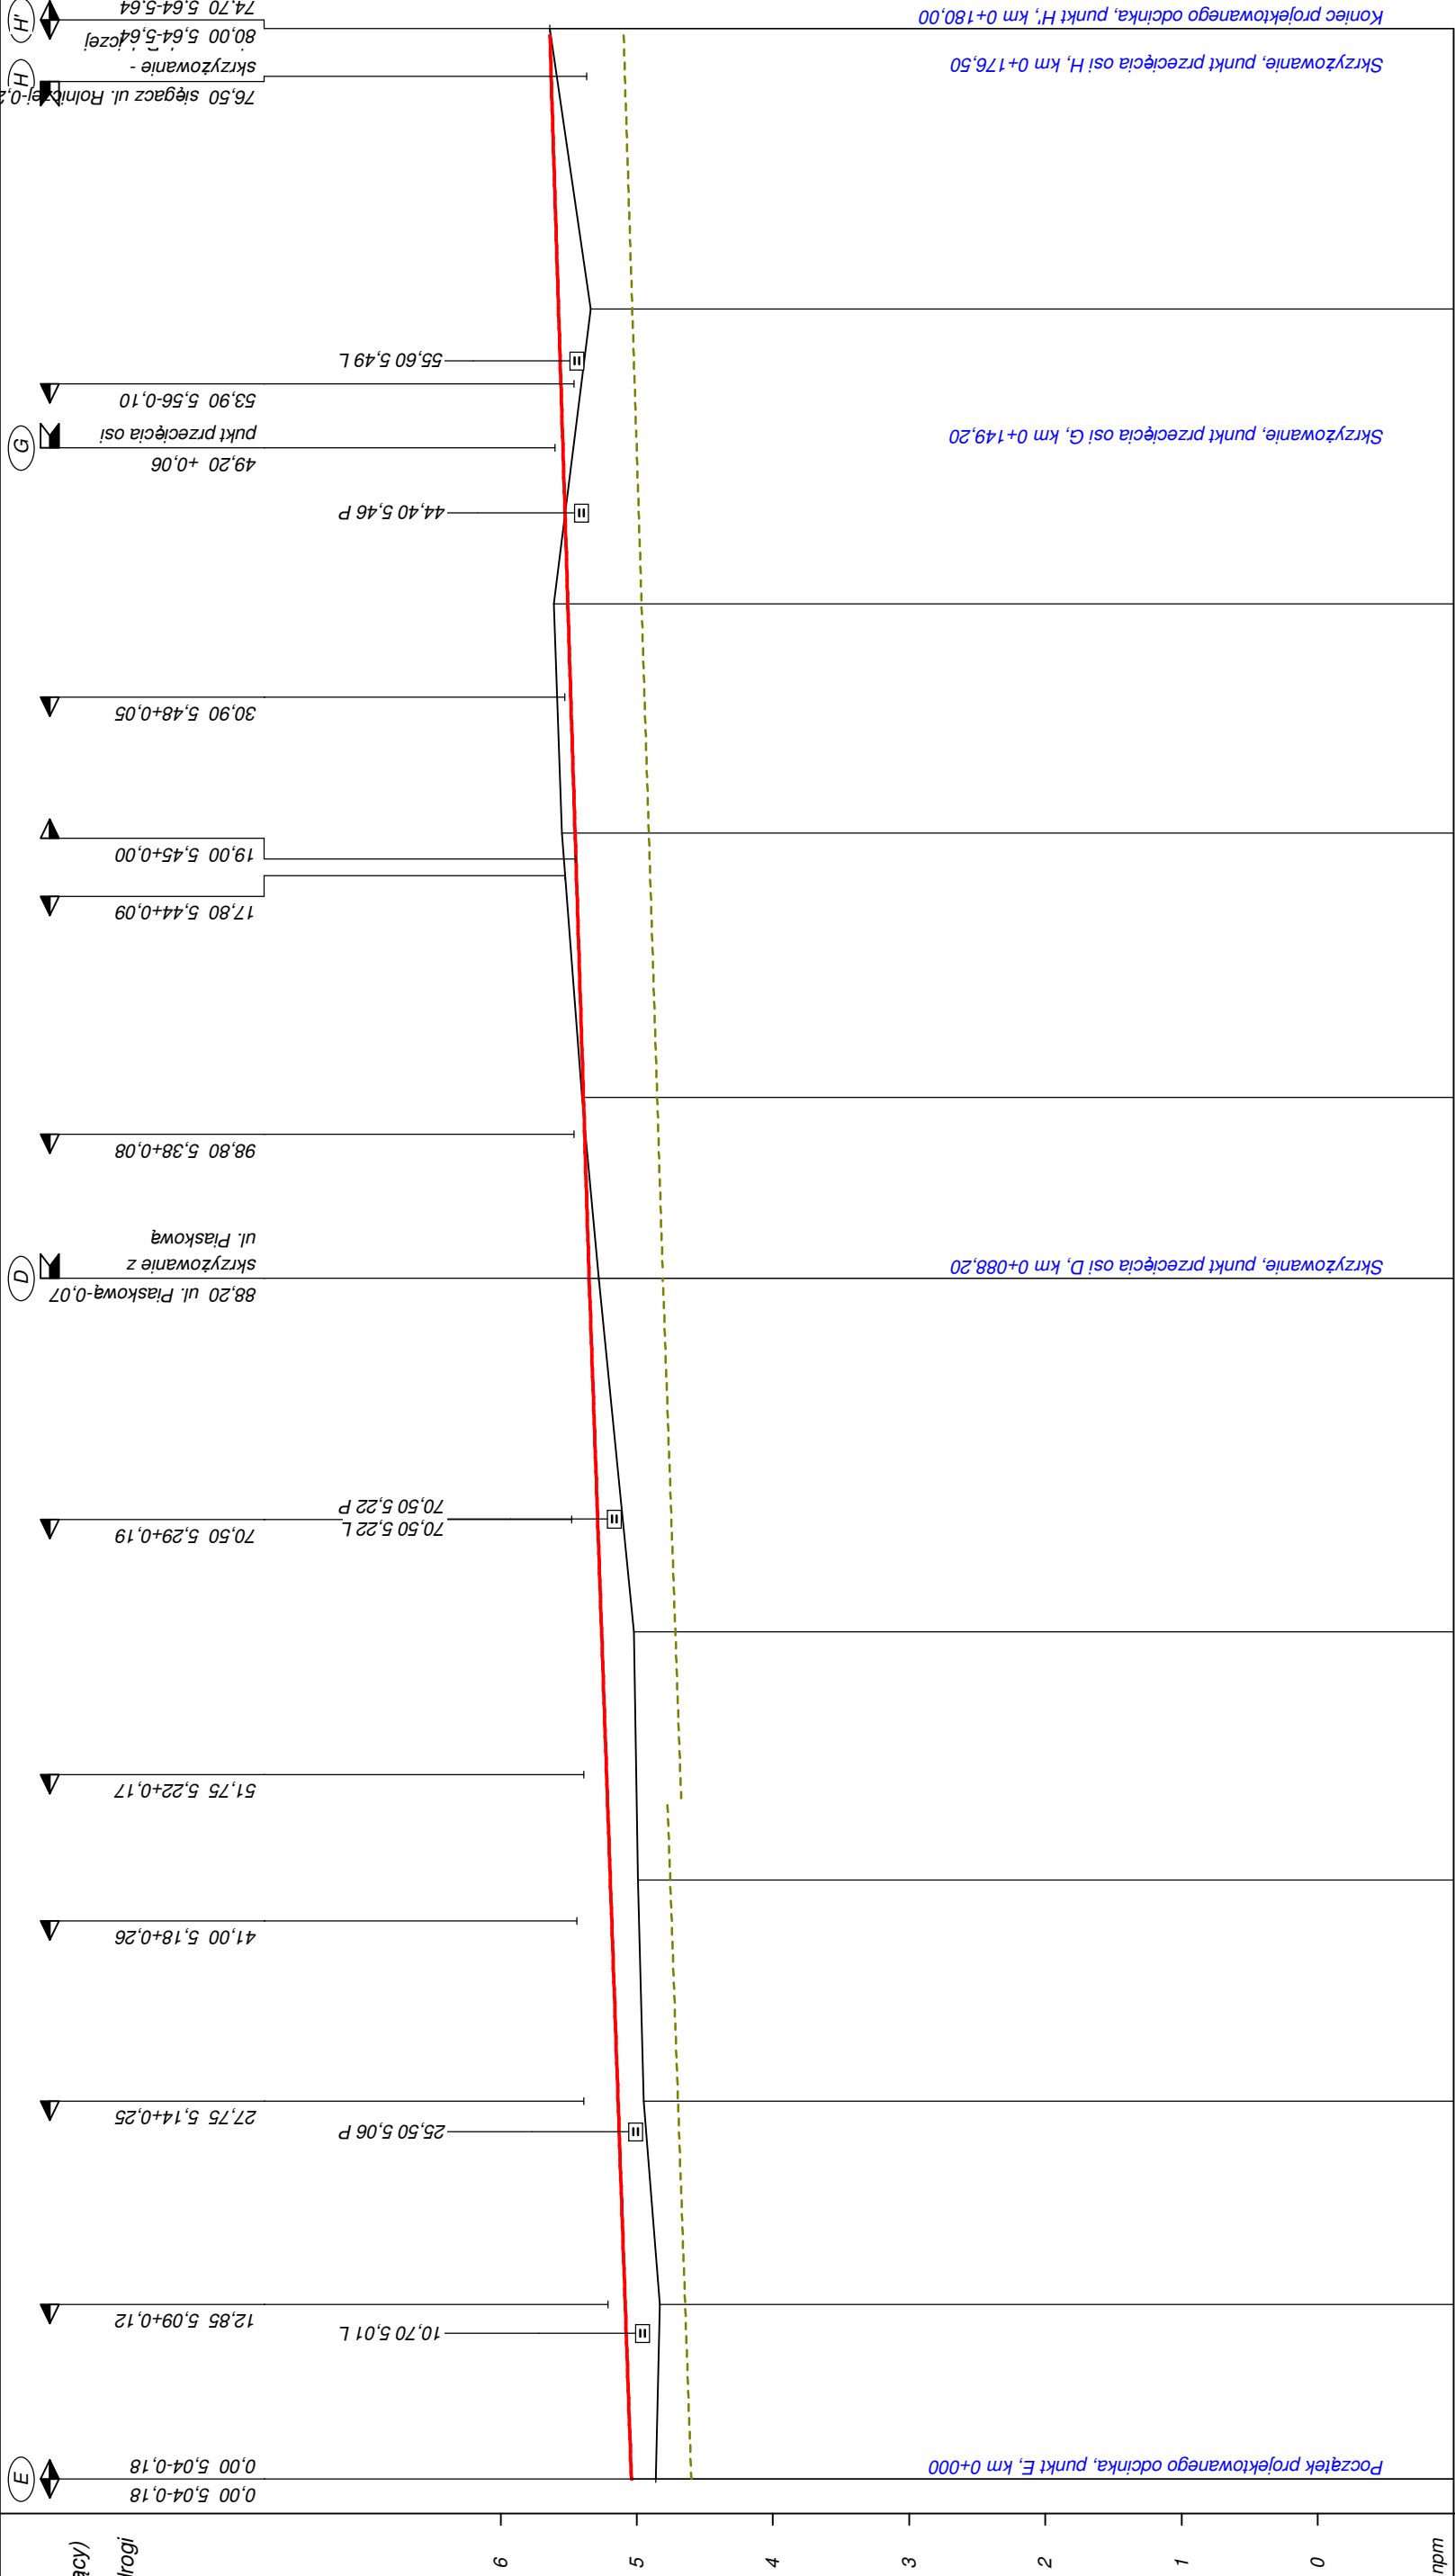 H'
74,70 5,64-5,64
80,00 5,64-5,64
Koniec projektowanego odcinka, punkt H', km 0+180,00
H
skrzyżowanie -
76,50 sięgacz ul. Rolniczej-0,2
Skrzyżowanie, punkt przecięcia osi H, km 0+176,50
55,60 5,49 L
53,90 5,56-0,10
G
pukt przecięcia osi
49,20 +0,06
Skrzyżowanie, punkt przecięcia osi G, km 0+149,20
44,40 5,46 P
30,90 5,48+0,05
19,00 5,45+0,00
17,80 5,44+0,09
98,80 5,38+0,08
D
ul. Piaskową
skrzyżowanie z
88,20 ul. Piaskową-0,07
Skrzyżowanie, punkt przecięcia osi D, km 0+088,20
70,50 5,22 P
70,50 5,22 L
70,50 5,29+0,19
51,75 5,22+0,17
41,00 5,18+0,26
27,75 5,14+0,25
25,50 5,06 P
12,85 5,09+0,12
10,70 5,01 L
E
0,00 5,04-0,18
0,00 5,04-0,18
Początek projektowanego odcinka, punkt E, km 0+000
ący)
drogi
6
5
4
3
2
1
0
npm